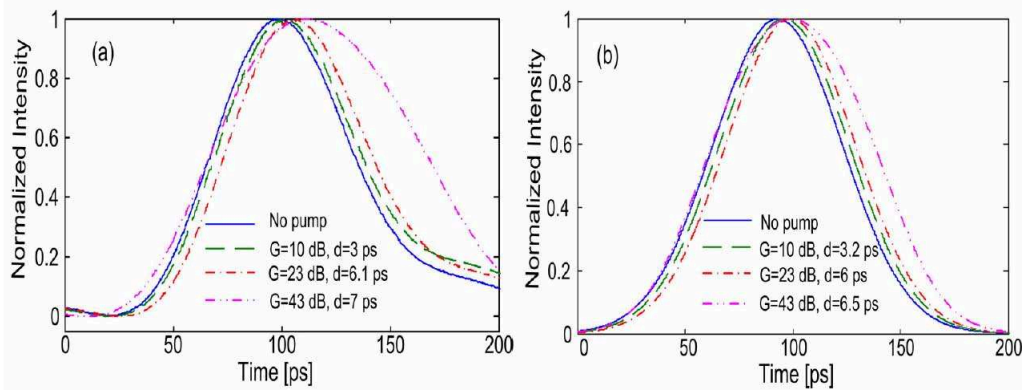 Normalized Intensity
1
0.8
0.6
0.4
0.2
0
(a)
No pump
G=10 dB, d=3 ps
G=23 dB, d=6.1 ps
G=43 dB, d=7 ps
0 50 100 150 200
Time [ps]
Normalized Intensity
1
0.8
0.6
0.4
0.2
0
(b)
No pump
G=10 dB, d=3.2 ps
G=23 dB, d=6 ps
G=43 dB, d=6.5 ps
0 50 100 150 200
Time [ps]